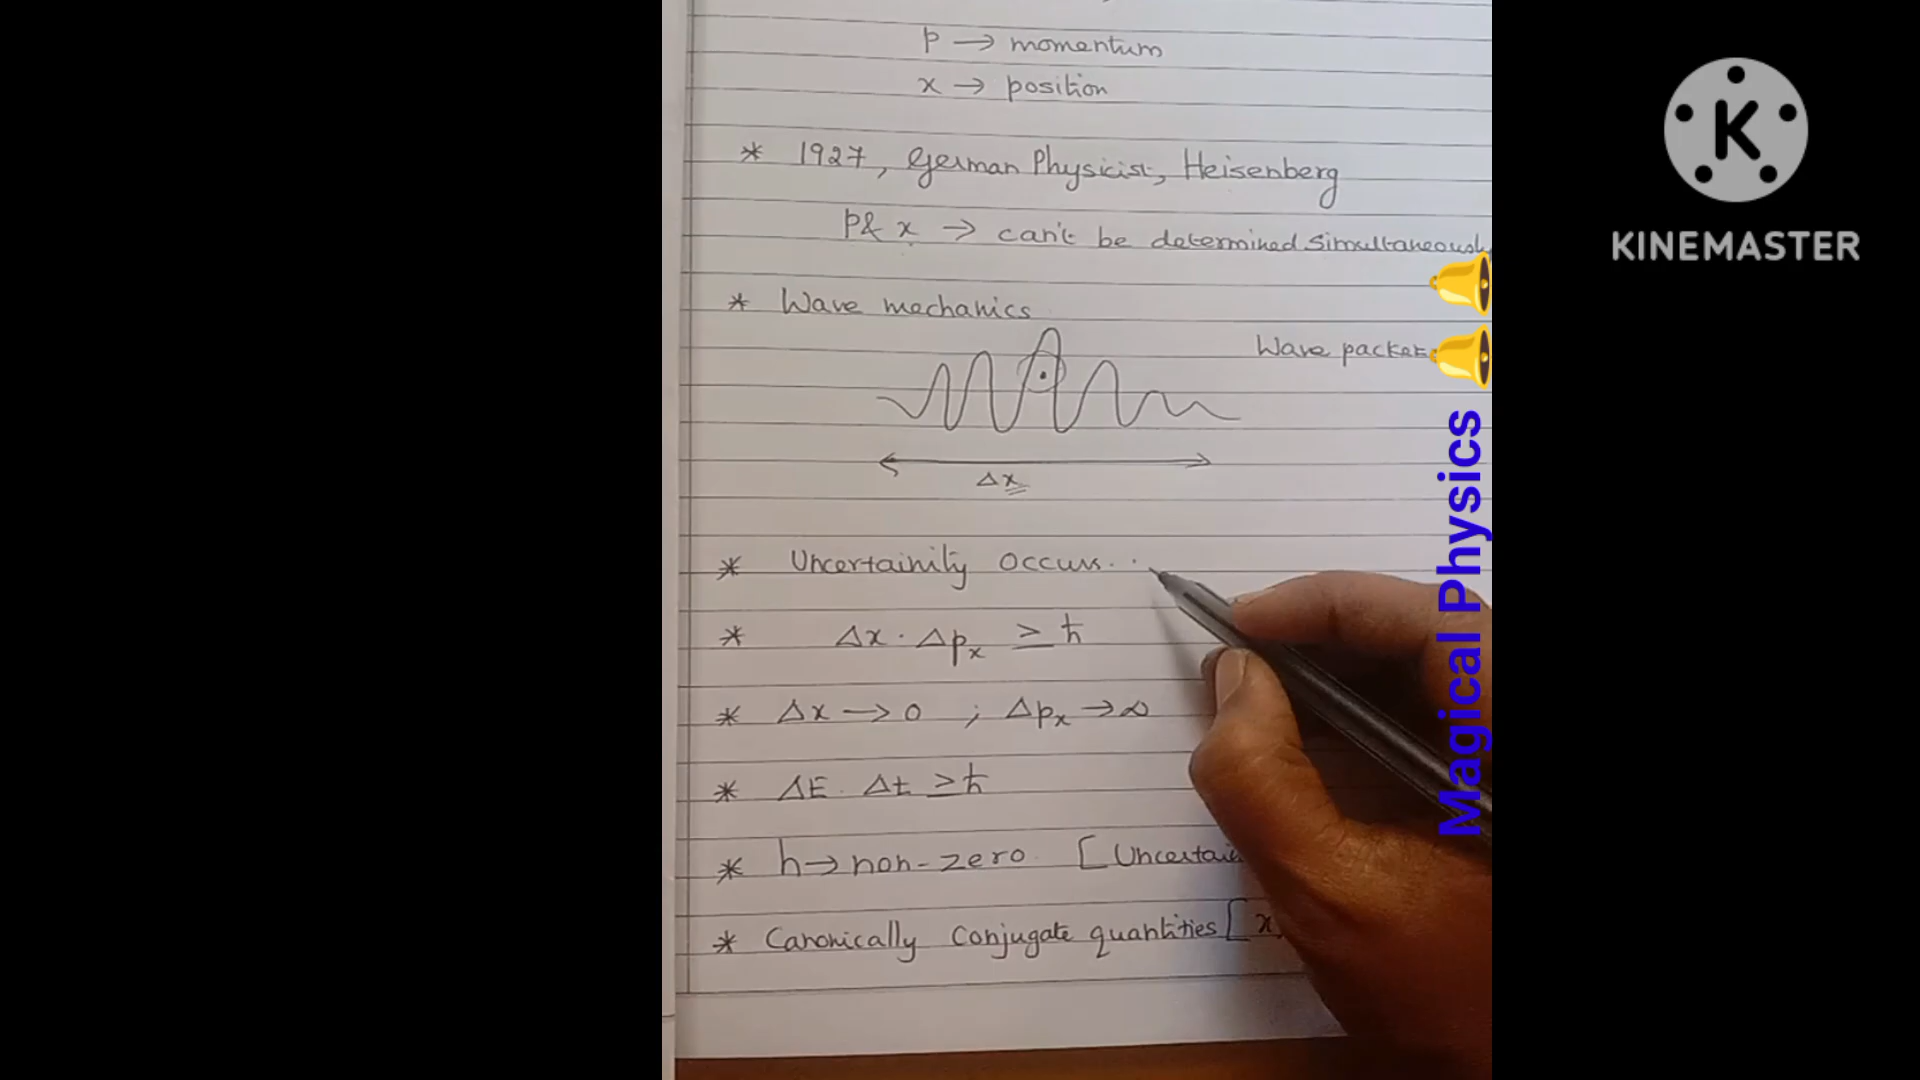 p → momentum
x → position
* 1927, German Physicist, Heisenberg
p& x → can't be determined simultaneously
* Wave mechanics
Wave packet
Δx
* Uncertainity occurs..
* Δx . Δpₓ ≥ ħ
* Δx → 0 ; Δpₓ → ∞
* ΔE . Δt ≥ ħ
* h → non-zero. [Uncertai
* Canonically conjugate quantities [x,
Magical Physics
K
KINEMASTER